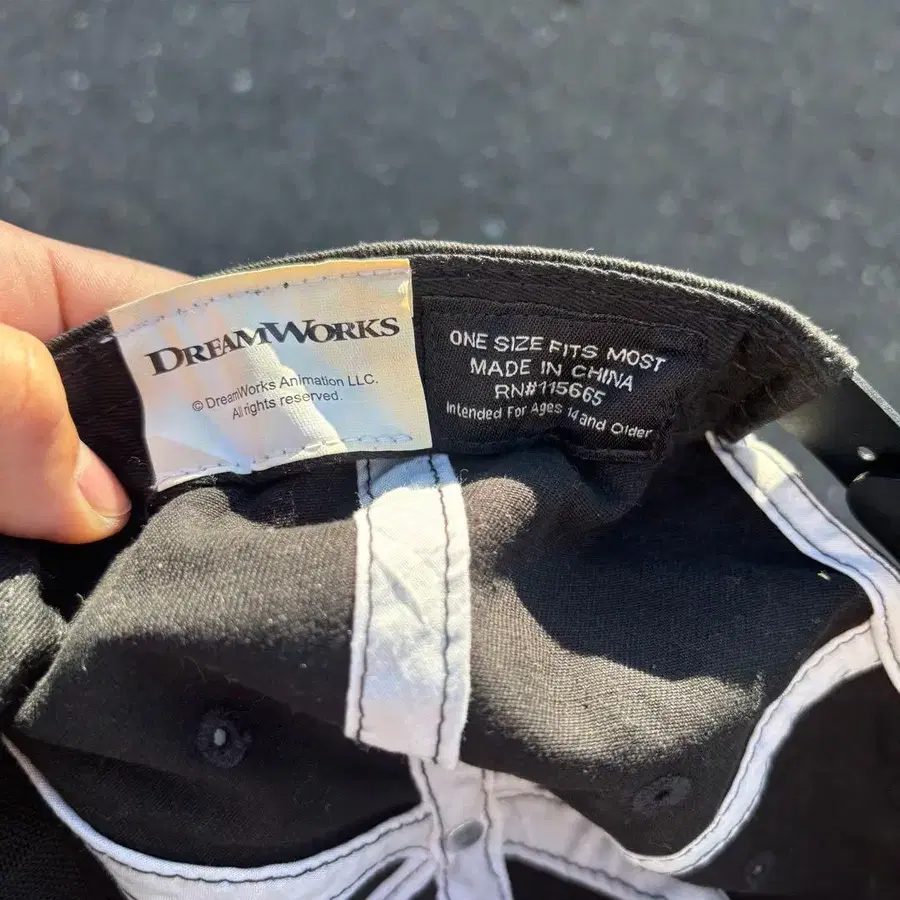 DREAMWORKS
© DreamWorks Animation LLC.
All rights reserved.
ONE SIZE FITS MOST
MADE IN CHINA
RN#115665
Intended For Ages 14 and Older